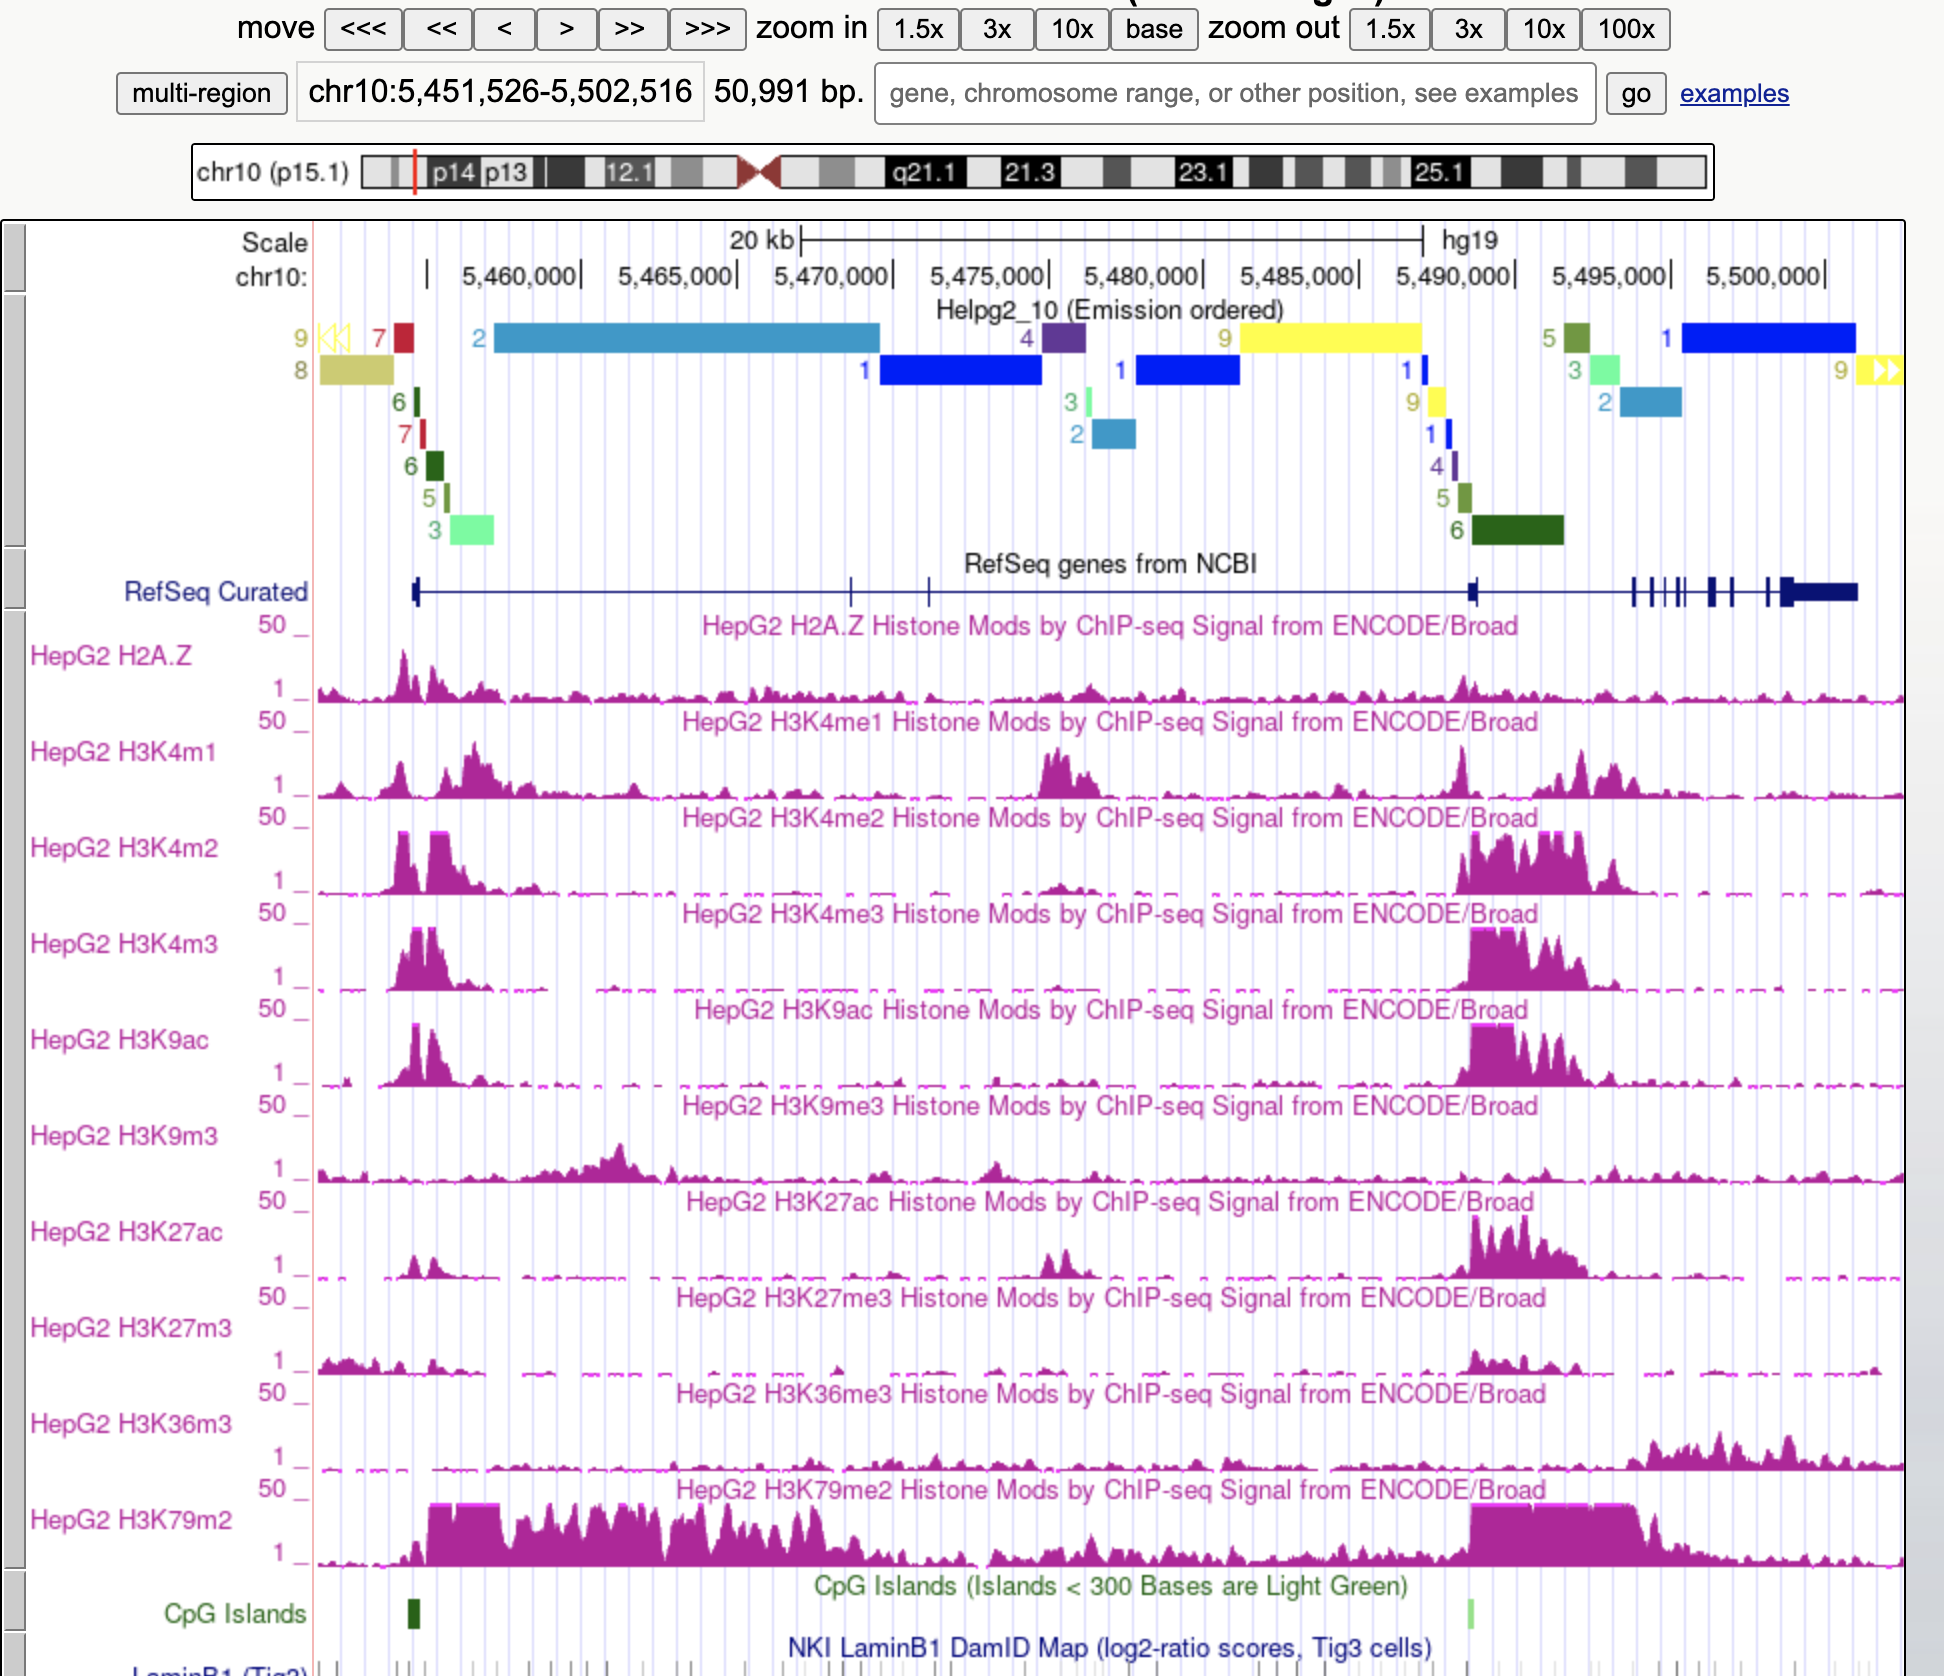 move <<< << < > >> >>> zoom in 1.5x 3x 10x base zoom out 1.5x 3x 10x 100x
multi-region chr10:5,451,526-5,502,516 50,991 bp. gene, chromosome range, or other position, see examples go examples
chr10 (p15.1) p14 p13 12.1 q21.1 21.3 23.1 25.1
Scale 20 kb hg19
chr10: 5,460,000 5,465,000 5,470,000 5,475,000 5,480,000 5,485,000 5,490,000 5,495,000 5,500,000
Helpg2_10 (Emission ordered)
9 7 2 4 9 5 1
8 1 1 1 3 9
6 3 9 2
7 2 1
6 4
5 5
3 6
RefSeq genes from NCBI
RefSeq Curated
50 HepG2 H2A.Z Histone Mods by ChIP-seq Signal from ENCODE/Broad
HepG2 H2A.Z
1
50 HepG2 H3K4me1 Histone Mods by ChIP-seq Signal from ENCODE/Broad
HepG2 H3K4m1
1
50 HepG2 H3K4me2 Histone Mods by ChIP-seq Signal from ENCODE/Broad
HepG2 H3K4m2
1
50 HepG2 H3K4me3 Histone Mods by ChIP-seq Signal from ENCODE/Broad
HepG2 H3K4m3
1
50 HepG2 H3K9ac Histone Mods by ChIP-seq Signal from ENCODE/Broad
HepG2 H3K9ac
1
50 HepG2 H3K9me3 Histone Mods by ChIP-seq Signal from ENCODE/Broad
HepG2 H3K9m3
1
50 HepG2 H3K27ac Histone Mods by ChIP-seq Signal from ENCODE/Broad
HepG2 H3K27ac
1
50 HepG2 H3K27me3 Histone Mods by ChIP-seq Signal from ENCODE/Broad
HepG2 H3K27m3
1
50 HepG2 H3K36me3 Histone Mods by ChIP-seq Signal from ENCODE/Broad
HepG2 H3K36m3
1
50 HepG2 H3K79me2 Histone Mods by ChIP-seq Signal from ENCODE/Broad
HepG2 H3K79m2
1
CpG Islands (Islands < 300 Bases are Light Green)
CpG Islands
NKI LaminB1 DamID Map (log2-ratio scores, Tig3 cells)
LaminB1 (Tig3)